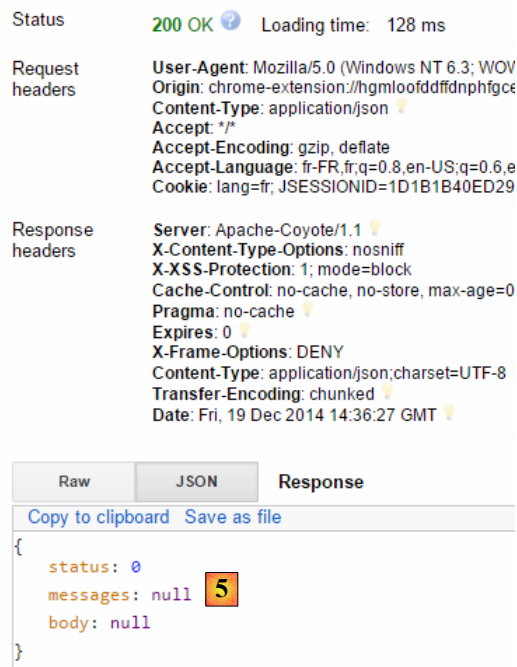 Status
200 OK Loading time: 128 ms
Request headers
User-Agent: Mozilla/5.0 (Windows NT 6.3; WOW
Origin: chrome-extension://hgmloofddffdnphfgce
Content-Type: application/json
Accept: */*
Accept-Encoding: gzip, deflate
Accept-Language: fr-FR,fr;q=0.8,en-US;q=0.6,e
Cookie: lang=fr; JSESSIONID=1D1B1B40ED29
Response headers
Server: Apache-Coyote/1.1
X-Content-Type-Options: nosniff
X-XSS-Protection: 1; mode=block
Cache-Control: no-cache, no-store, max-age=0
Pragma: no-cache
Expires: 0
X-Frame-Options: DENY
Content-Type: application/json;charset=UTF-8
Transfer-Encoding: chunked
Date: Fri, 19 Dec 2014 14:36:27 GMT
Raw JSON Response
Copy to clipboard Save as file
{
status: 0
messages: null 5
body: null
}